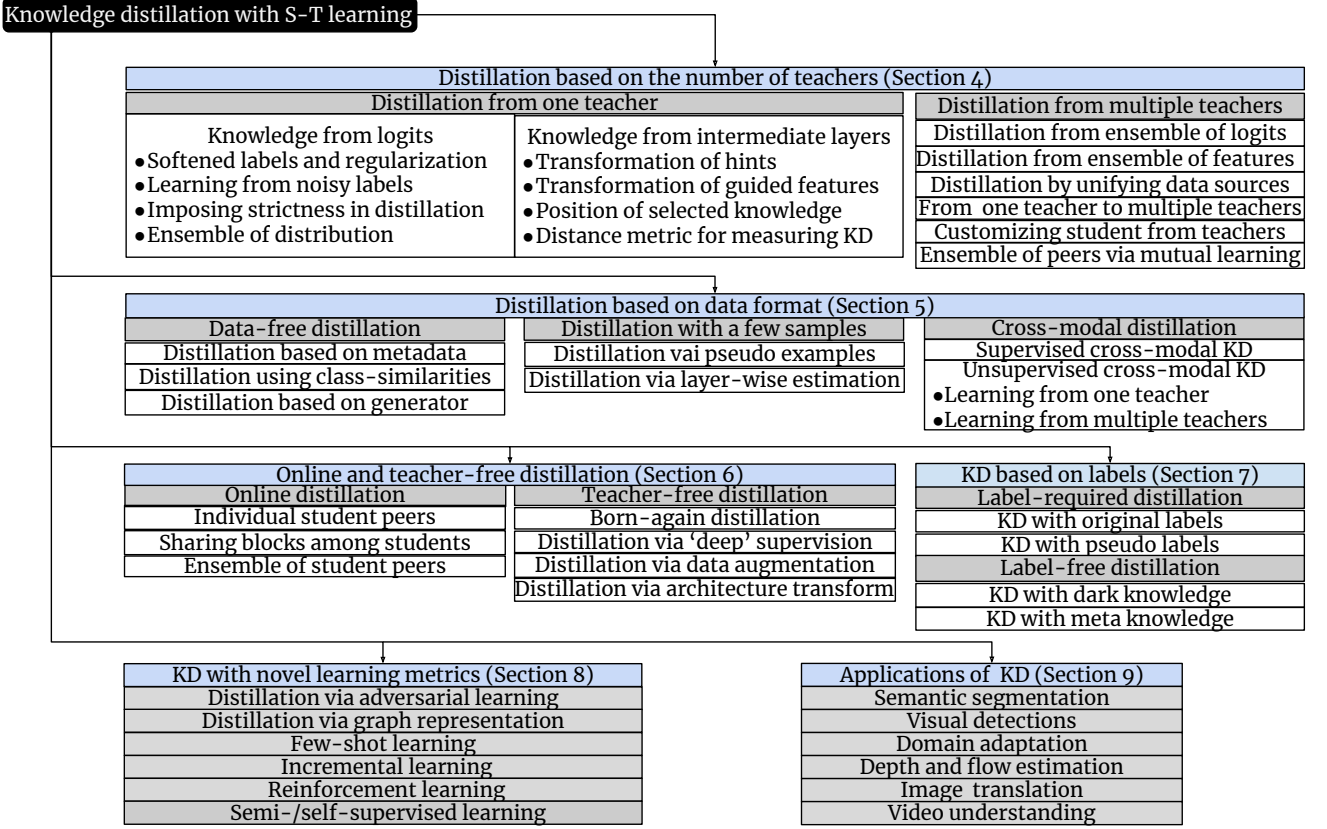 Knowledge distillation with S-T learning
Distillation based on the number of teachers (Section 4)
Distillation from one teacher
Knowledge from logits
●Softened labels and regularization
●Learning from noisy labels
●Imposing strictness in distillation
●Ensemble of distribution
Knowledge from intermediate layers
●Transformation of hints
●Transformation of guided features
●Position of selected knowledge
●Distance metric for measuring KD
Distillation from multiple teachers
Distillation from ensemble of logits
Distillation from ensemble of features
Distillation by unifying data sources
From one teacher to multiple teachers
Customizing student from teachers
Ensemble of peers via mutual learning
Distillation based on data format (Section 5)
Data-free distillation
Distillation based on metadata
Distillation using class-similarities
Distillation based on generator
Distillation with a few samples
Distillation vai pseudo examples
Distillation via layer-wise estimation
Cross-modal distillation
Supervised cross-modal KD
Unsupervised cross-modal KD
●Learning from one teacher
●Learning from multiple teachers
Online and teacher-free distillation (Section 6)
Online distillation
Individual student peers
Sharing blocks among students
Ensemble of student peers
Teacher-free distillation
Born-again distillation
Distillation via ‘deep’ supervision
Distillation via data augmentation
Distillation via architecture transform
KD based on labels (Section 7)
Label-required distillation
KD with original labels
KD with pseudo labels
Label-free distillation
KD with dark knowledge
KD with meta knowledge
KD with novel learning metrics (Section 8)
Distillation via adversarial learning
Distillation via graph representation
Few-shot learning
Incremental learning
Reinforcement learning
Semi-/self-supervised learning
Applications of KD (Section 9)
Semantic segmentation
Visual detections
Domain adaptation
Depth and flow estimation
Image translation
Video understanding